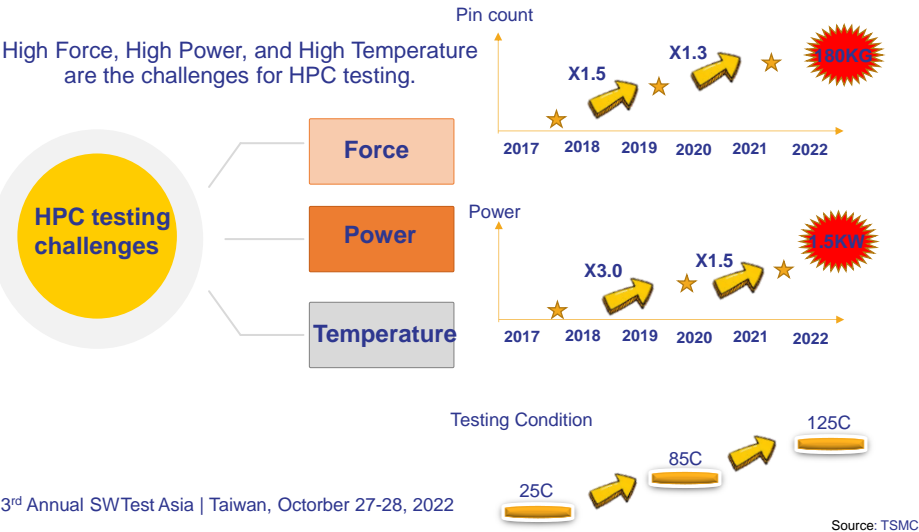 High Force, High Power, and High Temperature
are the challenges for HPC testing.
HPC testing
challenges
Force
Power
Temperature
Pin count
X1.5
X1.3
180KG
2017 2018 2019 2020 2021 2022
Power
X3.0
X1.5
1.5KW
2017 2018 2019 2020 2021 2022
Testing Condition
25C
85C
125C
3rd Annual SWTest Asia | Taiwan, Octorber 27-28, 2022
Source: TSMC